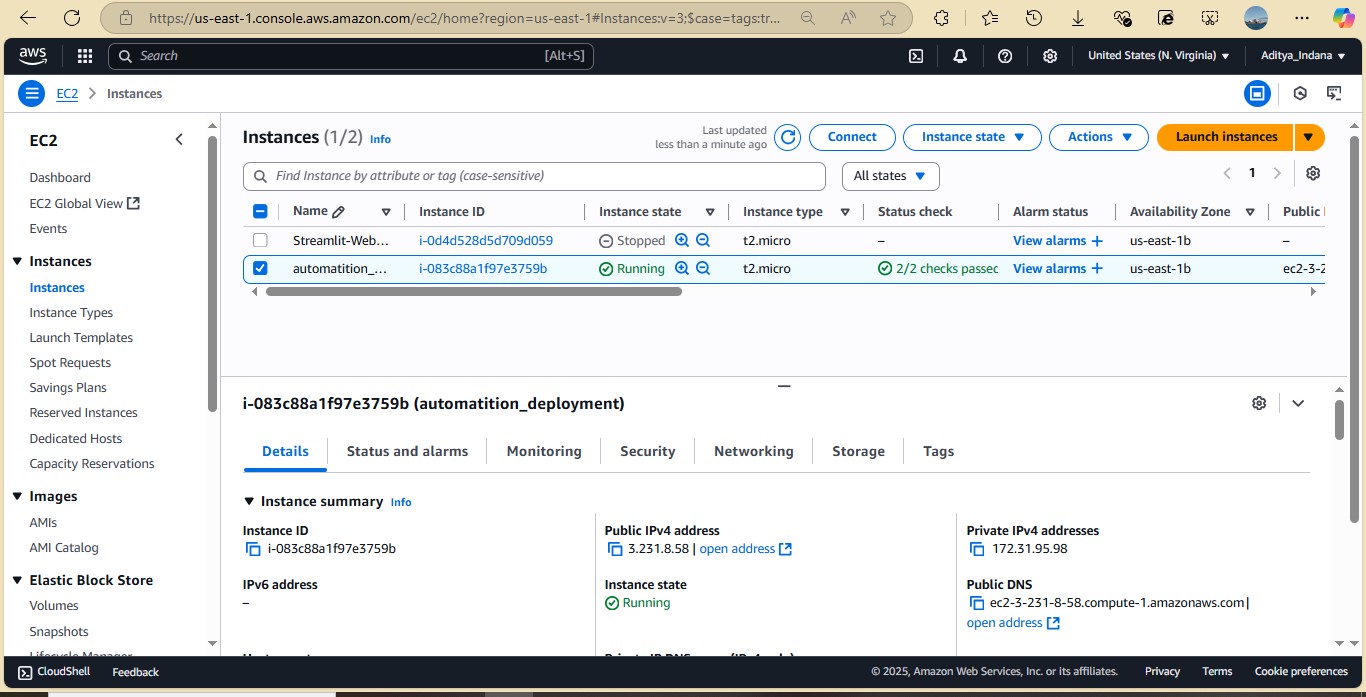 https://us-east-1.console.aws.amazon.com/ec2/home?region=us-east-1#Instances:v=3;$case=tags:tr...
aws
Search [Alt+S]
United States (N. Virginia)
Aditya_Indana
EC2 > Instances
EC2
Dashboard
EC2 Global View
Events
Instances
Instances
Instance Types
Launch Templates
Spot Requests
Savings Plans
Reserved Instances
Dedicated Hosts
Capacity Reservations
Images
AMIs
AMI Catalog
Elastic Block Store
Volumes
Snapshots
Lifecycle Manager
Instances (1/2) Info
Last updated
less than a minute ago
Connect
Instance state
Actions
Launch instances
Find Instance by attribute or tag (case-sensitive)
All states
1
Name Instance ID Instance state Instance type Status check Alarm status Availability Zone Public I
Streamlit-Web... i-0d4d528d5d709d059 Stopped t2.micro – View alarms + us-east-1b –
automatition_... i-083c88a1f97e3759b Running t2.micro 2/2 checks passec View alarms + us-east-1b ec2-3-2
i-083c88a1f97e3759b (automatition_deployment)
Details Status and alarms Monitoring Security Networking Storage Tags
Instance summary Info
Instance ID
i-083c88a1f97e3759b
IPv6 address
–
Public IPv4 address
3.231.8.58 | open address
Instance state
Running
Private IPv4 addresses
172.31.95.98
Public DNS
ec2-3-231-8-58.compute-1.amazonaws.com |
open address
CloudShell Feedback
© 2025, Amazon Web Services, Inc. or its affiliates. Privacy Terms Cookie preferences